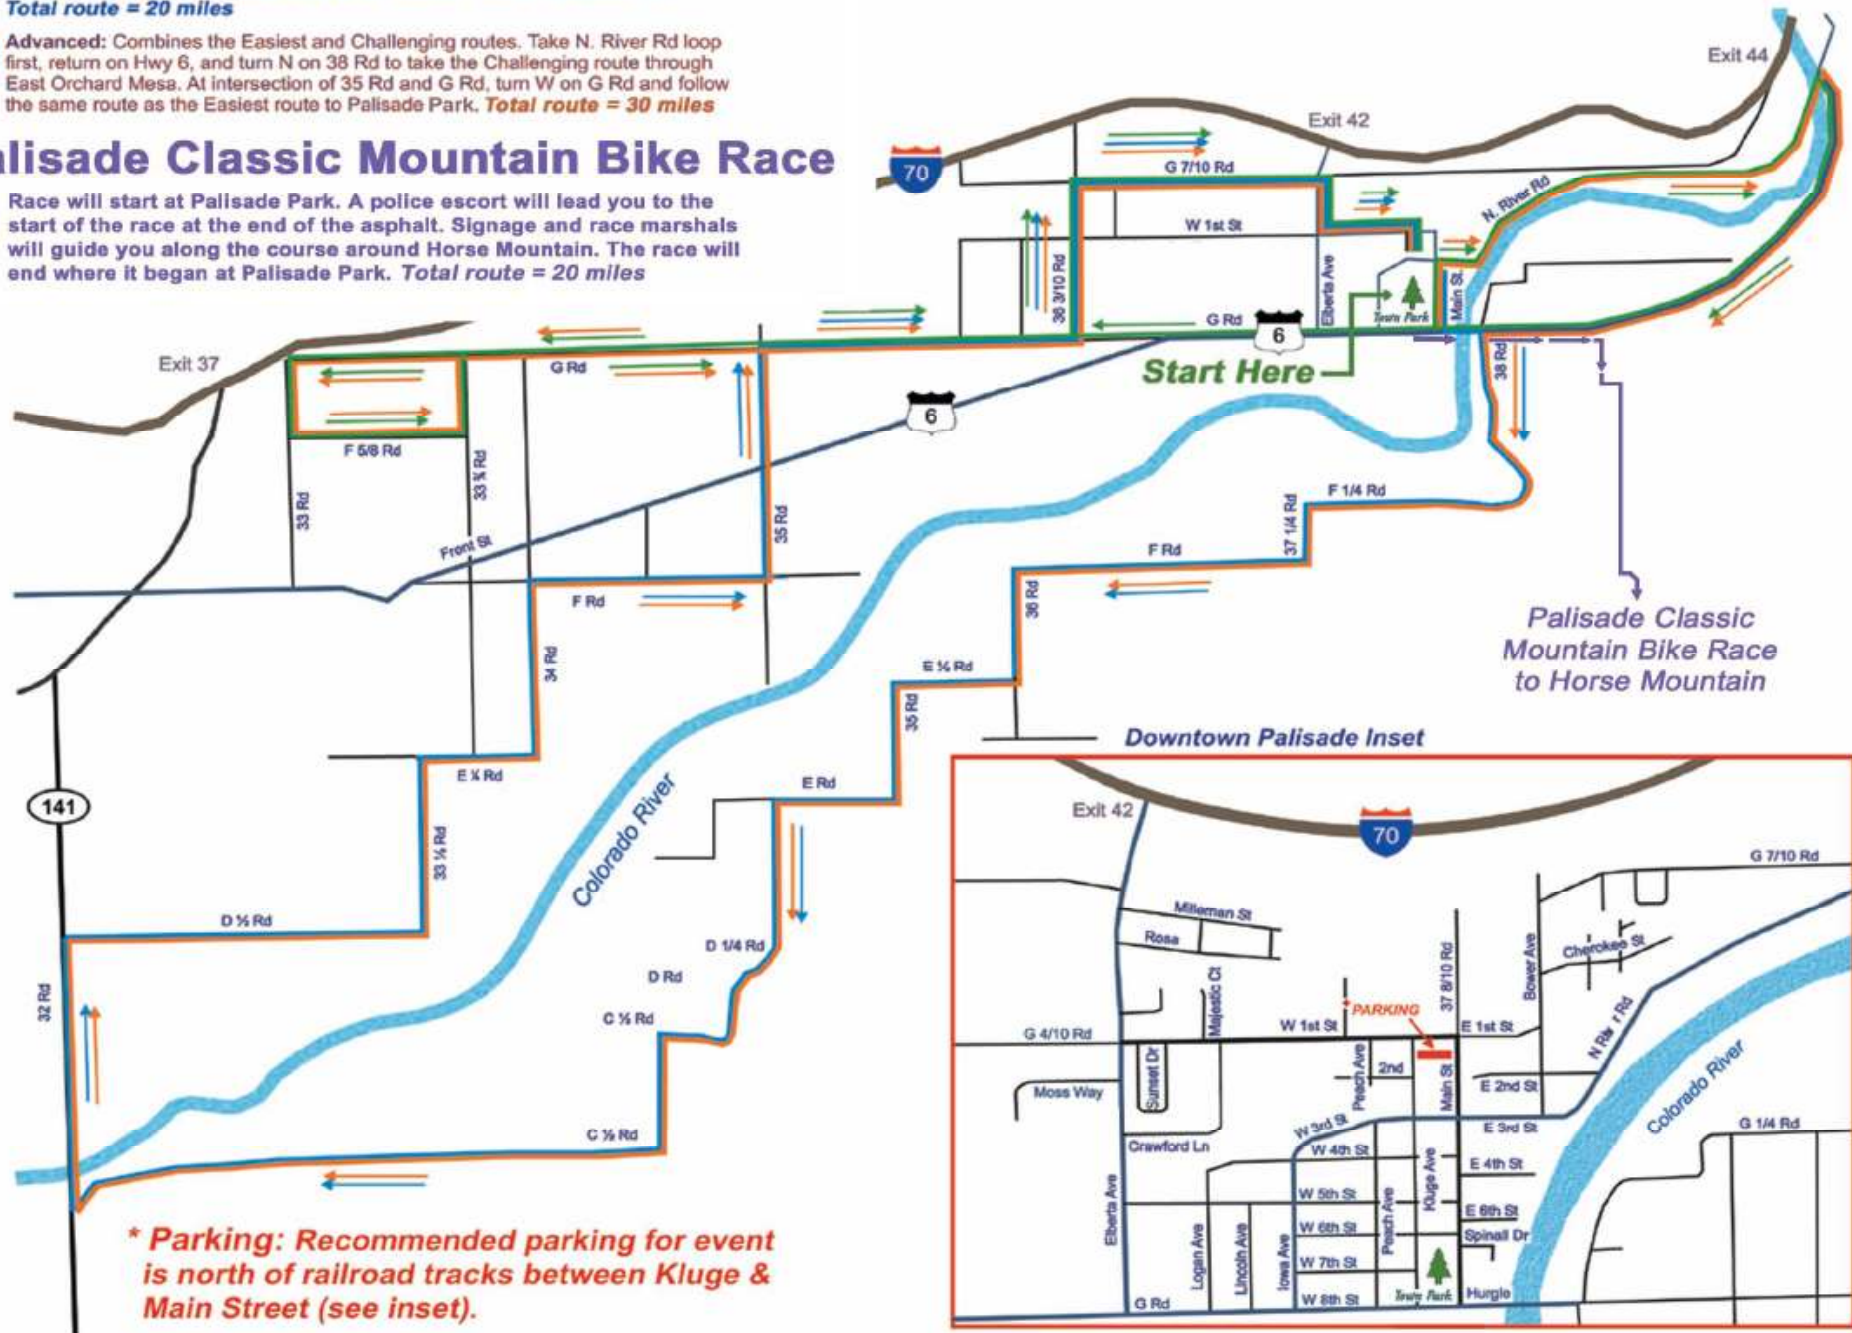 Total route = 20 miles
Advanced: Combines the Easiest and Challenging routes. Take N. River Rd loop
first, return on Hwy 6, and turn N on 38 Rd to take the Challenging route through
East Orchard Mesa. At intersection of 35 Rd and G Rd, turn W on G Rd and follow
the same route as the Easiest route to Palisade Park. Total route = 30 miles
alisade Classic Mountain Bike Race
Race will start at Palisade Park. A police escort will lead you to the
start of the race at the end of the asphalt. Signage and race marshals
will guide you along the course around Horse Mountain. The race will
end where it began at Palisade Park. Total route = 20 miles
Exit 44
Exit 42
70
G 7/10 Rd
N. River Rd
W 1st St
36 3/10 Rd
Elberta Ave
Main St.
Town Park
G Rd
6
Start Here
38 Rd
Exit 37
G Rd
6
F 5/8 Rd
33 Rd
33 ¾ Rd
Front St
35 Rd
F 1/4 Rd
37 1/4 Rd
F Rd
36 Rd
F Rd
34 Rd
E ½ Rd
35 Rd
Palisade Classic
Mountain Bike Race
to Horse Mountain
E Rd
33 ½ Rd
141
Colorado River
D ½ Rd
D 1/4 Rd
D Rd
C ½ Rd
32 Rd
C ½ Rd
* Parking: Recommended parking for event
is north of railroad tracks between Kluge &
Main Street (see inset).
Downtown Palisade Inset
Exit 42
70
G 7/10 Rd
Milleman St
Rosa
Majestic Ct
37 8/10 Rd
Bower Ave
Cherokee St
PARKING
W 1st St
E 1st St
G 4/10 Rd
N River Rd
Sunset Dr
Peach Ave
2nd
Main St
E 2nd St
Moss Way
Colorado River
W 3rd St
E 3rd St
G 1/4 Rd
Crawford Ln
W 4th St
E 4th St
Elberta Ave
Kluge Ave
W 5th St
Peach Ave
E 6th St
Logan Ave
Lincoln Ave
Iowa Ave
W 6th St
Spinall Dr
W 7th St
Town Park
G Rd
W 8th St
Hurgle